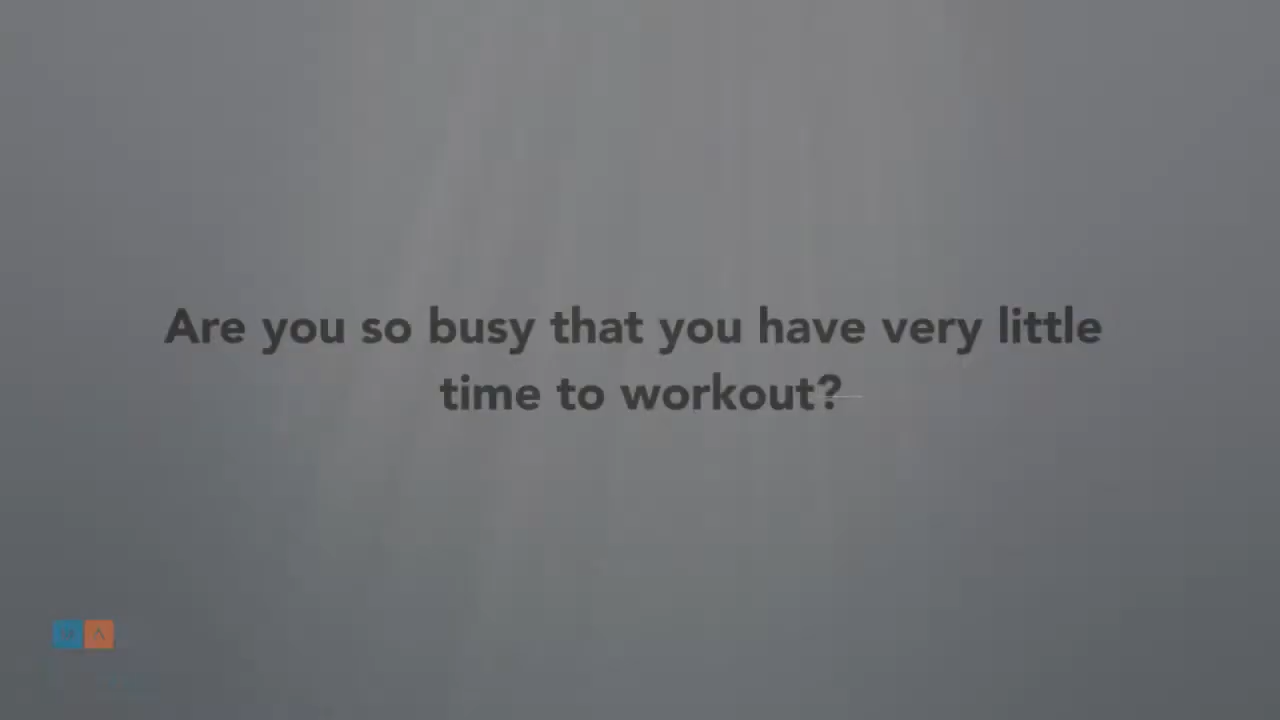 Are you so busy that you have very little
time to workout?